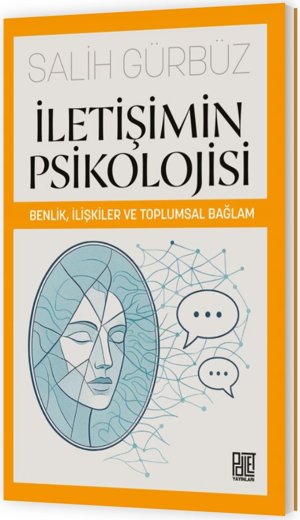 SALİH GÜRBÜZ
İLETİŞİMİN
PSİKOLOJİSİ
BENLİK, İLİŞKİLER VE TOPLUMSAL BAĞLAM
PALET
YAYINLARI